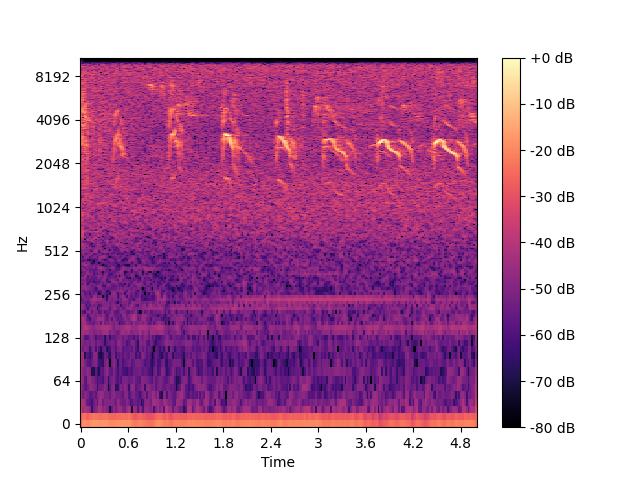 8192
4096
2048
1024
512
256
128
64
0
Hz
0 0.6 1.2 1.8 2.4 3 3.6 4.2 4.8
Time
+0 dB
-10 dB
-20 dB
-30 dB
-40 dB
-50 dB
-60 dB
-70 dB
-80 dB